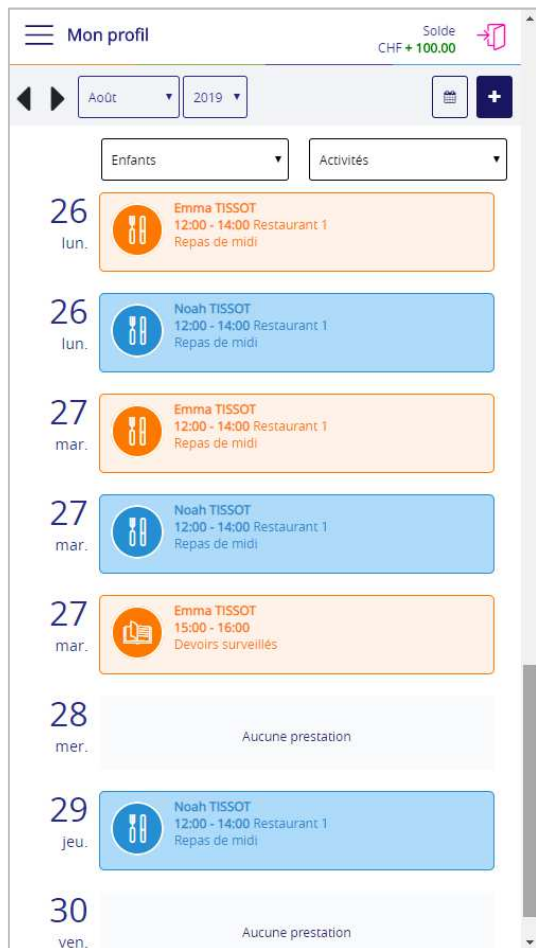 Mon profil
Solde
CHF + 100.00
Août
2019
Enfants
Activités
26
lun.
Emma TISSOT
12:00 - 14:00 Restaurant 1
Repas de midi
26
lun.
Noah TISSOT
12:00 - 14:00 Restaurant 1
Repas de midi
27
mar.
Emma TISSOT
12:00 - 14:00 Restaurant 1
Repas de midi
27
mar.
Noah TISSOT
12:00 - 14:00 Restaurant 1
Repas de midi
27
mar.
Emma TISSOT
15:00 - 16:00
Devoirs surveillés
28
mer.
Aucune prestation
29
jeu.
Noah TISSOT
12:00 - 14:00 Restaurant 1
Repas de midi
30
ven.
Aucune prestation